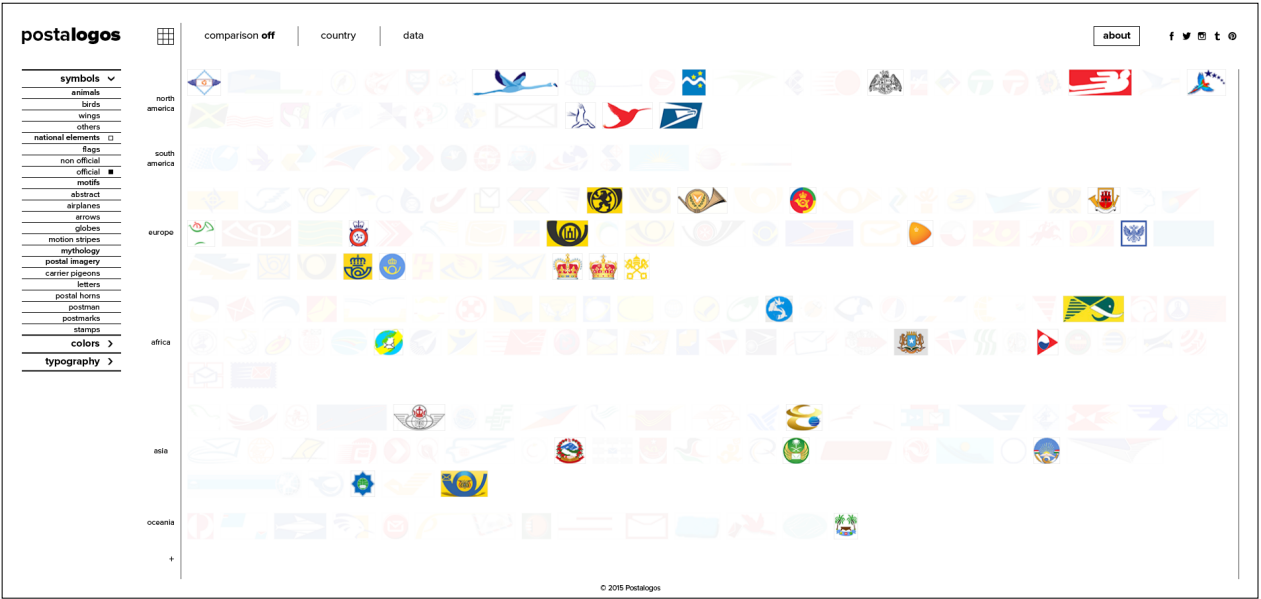 postalogos
comparison off
country
data
about
symbols
animals
birds
wings
others
national elements
flags
non official
official
motifs
abstract
airplanes
arrows
globes
motion stripes
mythology
postal imagery
carrier pigeons
letters
postal horns
postman
postmarks
stamps
colors
typography
north
america
south
america
europe
africa
asia
oceania
+
© 2015 Postalogos